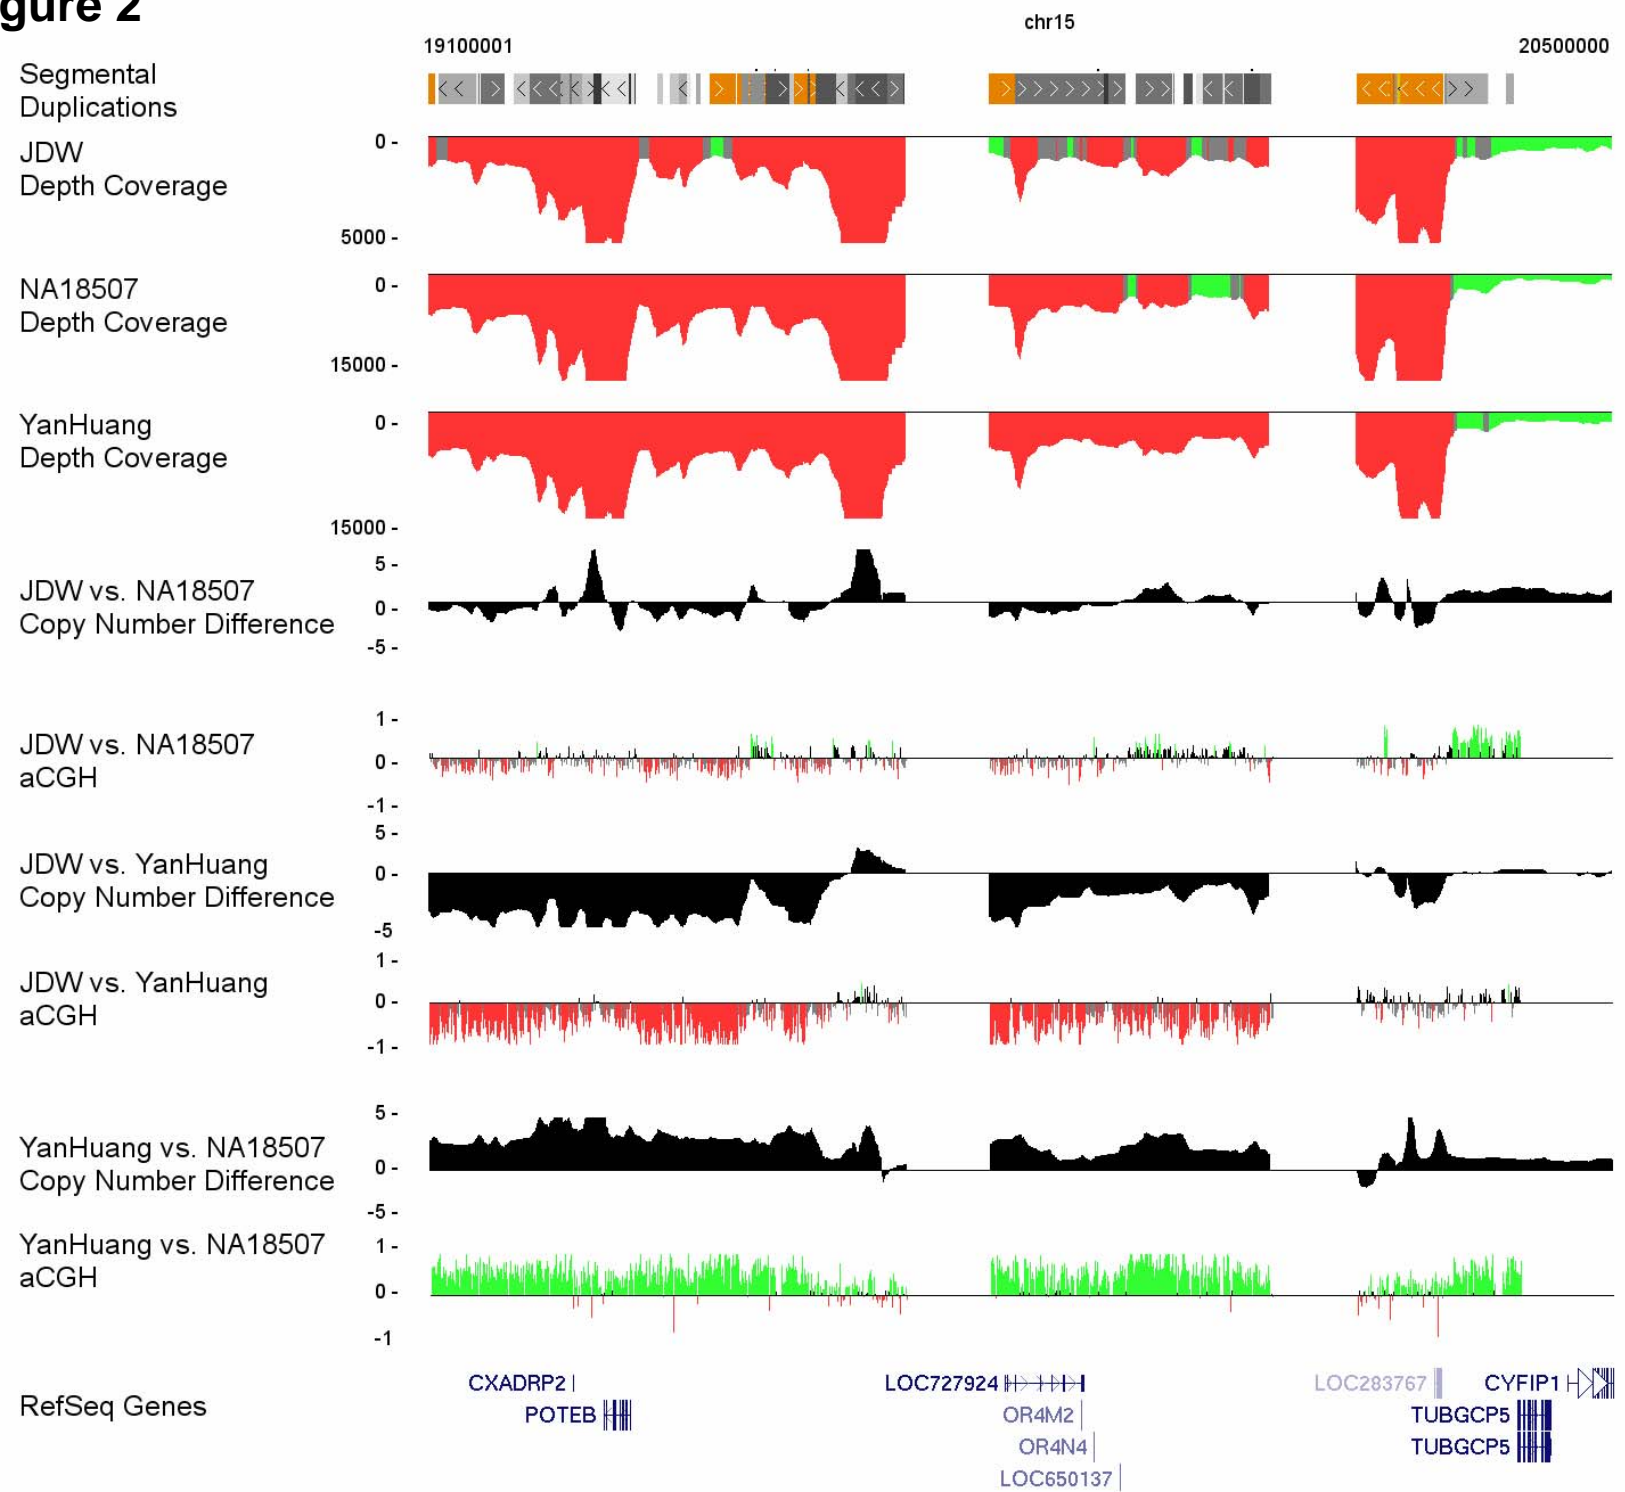 gure 2
chr15
19100001
20500000
Segmental
Duplications
JDW
Depth Coverage
0 -
5000 -
NA18507
Depth Coverage
0 -
15000 -
YanHuang
Depth Coverage
0 -
15000 -
JDW vs. NA18507
Copy Number Difference
5 -
0 -
-5 -
JDW vs. NA18507
aCGH
1 -
0 -
-1 -
JDW vs. YanHuang
Copy Number Difference
5 -
0 -
-5
JDW vs. YanHuang
aCGH
1 -
0 -
-1 -
YanHuang vs. NA18507
Copy Number Difference
5 -
0 -
-5 -
YanHuang vs. NA18507
aCGH
1 -
0 -
-1
RefSeq Genes
CXADRP2
POTEB
LOC727924
OR4M2
OR4N4
LOC650137
LOC283767
CYFIP1
TUBGCP5
TUBGCP5